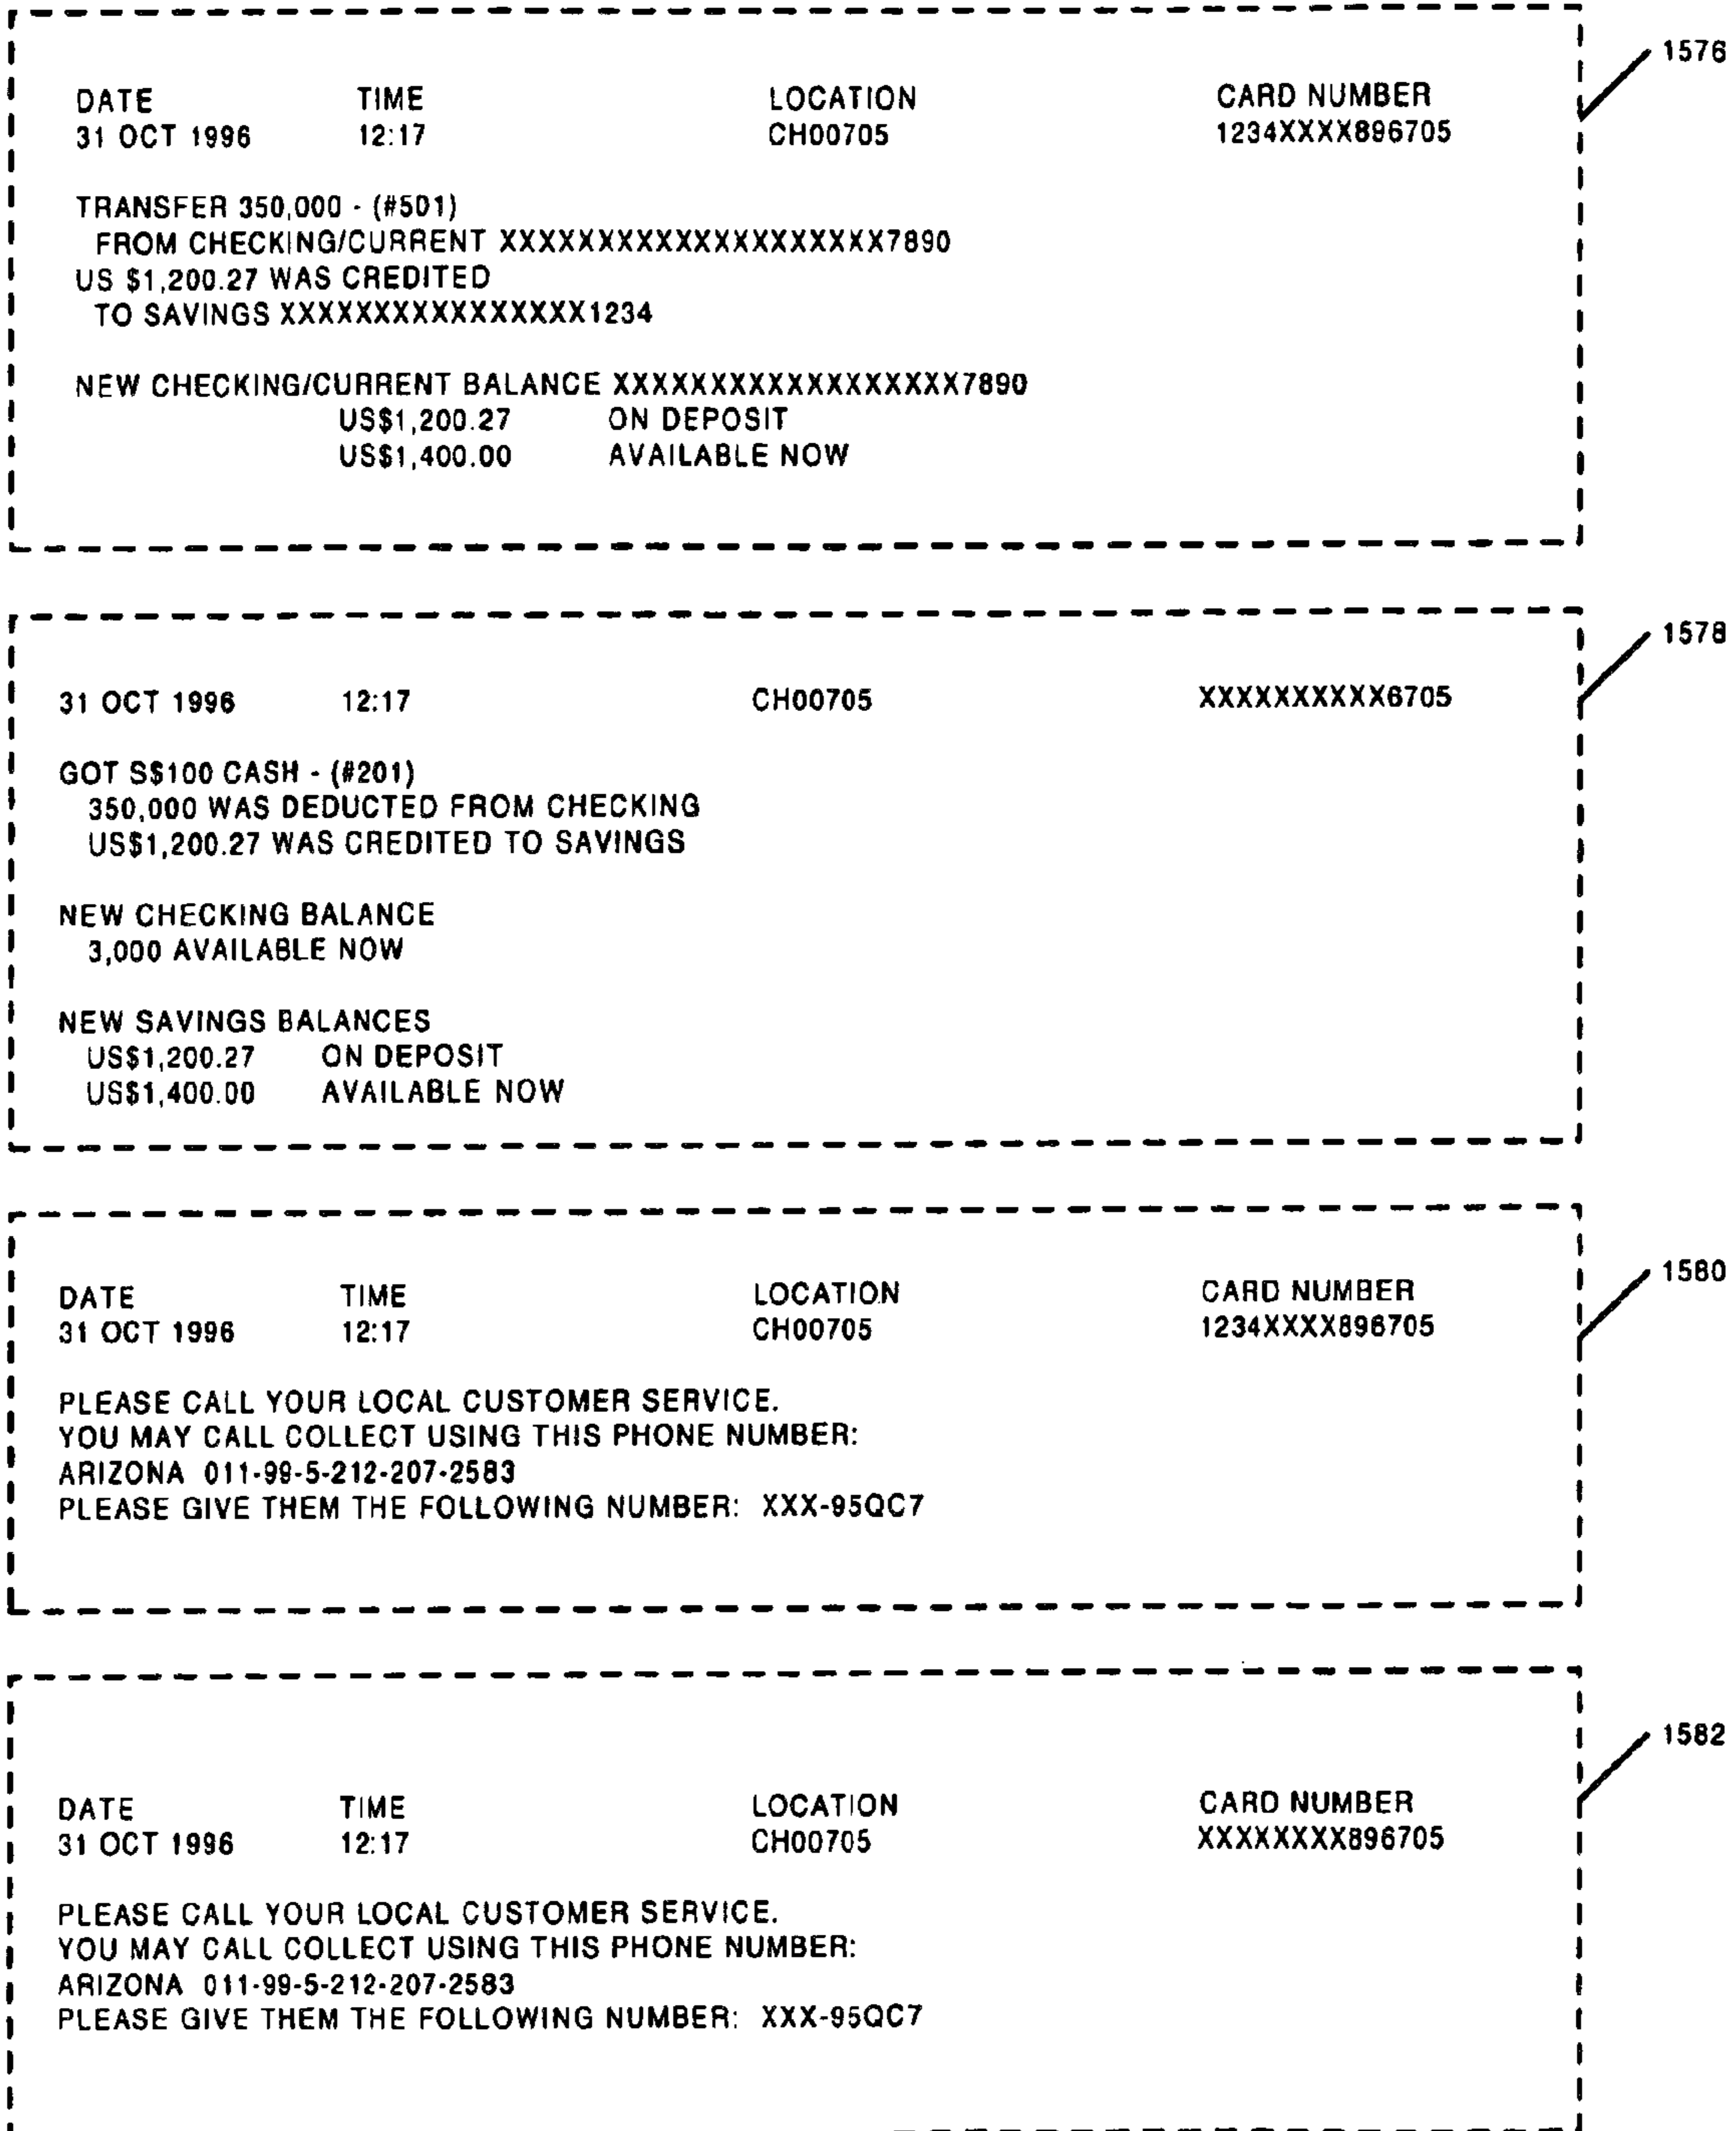 1576
DATE TIME LOCATION CARD NUMBER
31 OCT 1996 12:17 CH00705 1234XXXX896705
TRANSFER 350,000 - (#501)
FROM CHECKING/CURRENT XXXXXXXXXXXXXXXXXXXX7890
US $1,200.27 WAS CREDITED
TO SAVINGS XXXXXXXXXXXXXXXX1234
NEW CHECKING/CURRENT BALANCE XXXXXXXXXXXXXXXXXX7890
US$1,200.27 ON DEPOSIT
US$1,400.00 AVAILABLE NOW
1578
31 OCT 1996 12:17 CH00705 XXXXXXXXXX6705
GOT S$100 CASH - (#201)
350,000 WAS DEDUCTED FROM CHECKING
US$1,200.27 WAS CREDITED TO SAVINGS
NEW CHECKING BALANCE
3,000 AVAILABLE NOW
NEW SAVINGS BALANCES
US$1,200.27 ON DEPOSIT
US$1,400.00 AVAILABLE NOW
1580
DATE TIME LOCATION CARD NUMBER
31 OCT 1996 12:17 CH00705 1234XXXX896705
PLEASE CALL YOUR LOCAL CUSTOMER SERVICE.
YOU MAY CALL COLLECT USING THIS PHONE NUMBER:
ARIZONA 011-99-5-212-207-2583
PLEASE GIVE THEM THE FOLLOWING NUMBER: XXX-95QC7
1582
DATE TIME LOCATION CARD NUMBER
31 OCT 1996 12:17 CH00705 XXXXXXXX896705
PLEASE CALL YOUR LOCAL CUSTOMER SERVICE.
YOU MAY CALL COLLECT USING THIS PHONE NUMBER:
ARIZONA 011-99-5-212-207-2583
PLEASE GIVE THEM THE FOLLOWING NUMBER: XXX-95QC7